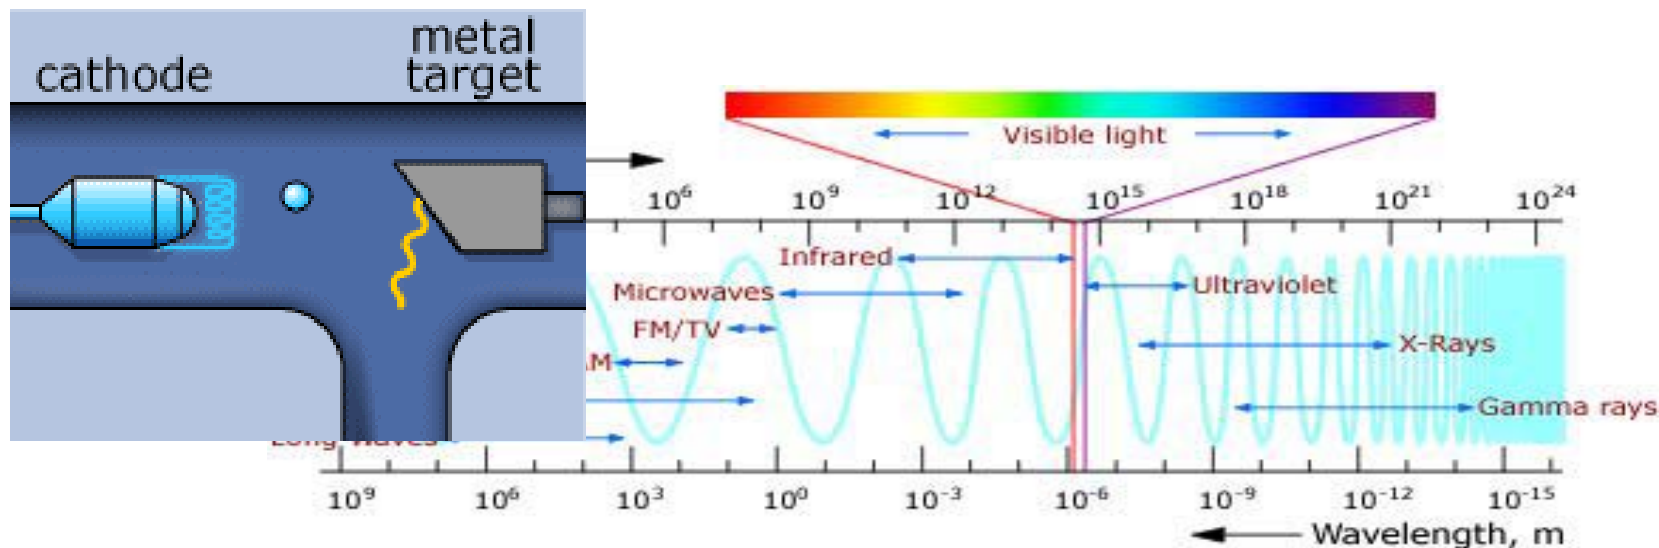 cathode
metal
target
Visible light
10⁶ 10⁹ 10¹² 10¹⁵ 10¹⁸ 10²¹ 10²⁴
Infrared
Ultraviolet
Microwaves
FM/TV
X-Rays
Gamma rays
10⁹ 10⁶ 10³ 10⁰ 10⁻³ 10⁻⁶ 10⁻⁹ 10⁻¹² 10⁻¹⁵
Wavelength, m